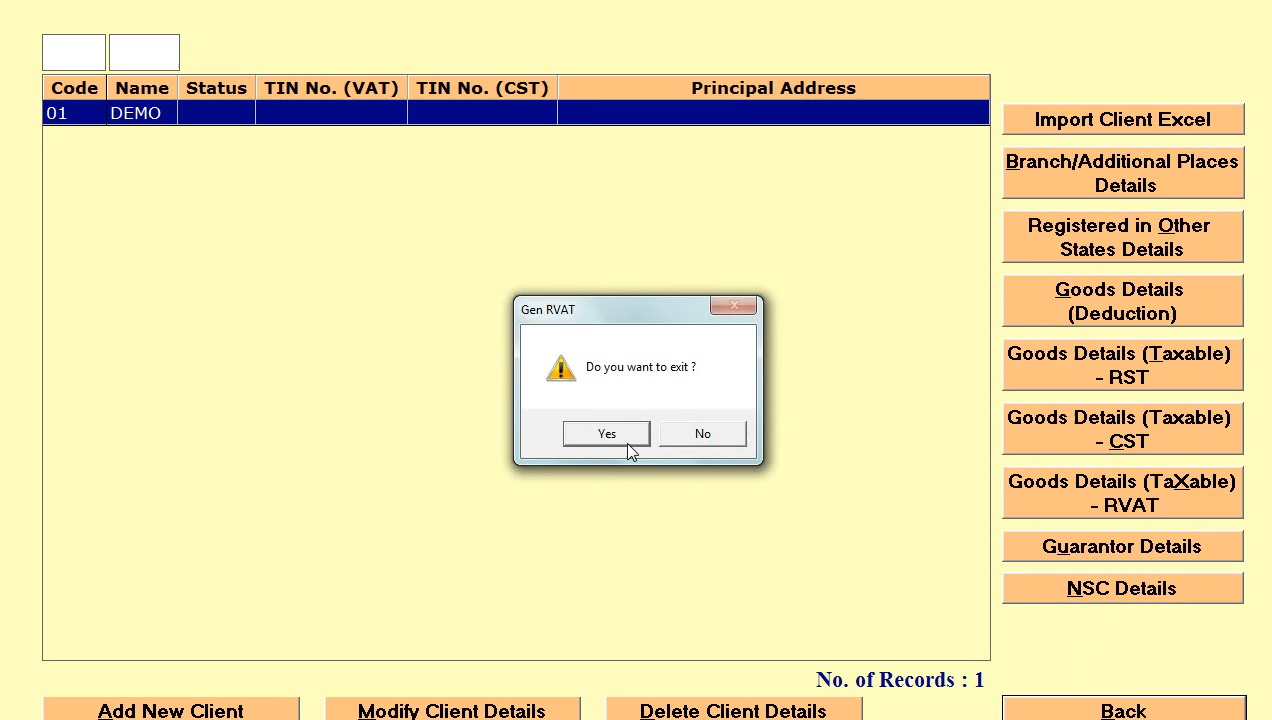 Code Name Status TIN No. (VAT) TIN No. (CST) Principal Address
01 DEMO
Import Client Excel
Branch/Additional Places
Details
Registered in Other
States Details
Goods Details
(Deduction)
Goods Details (Taxable)
- RST
Goods Details (Taxable)
- CST
Goods Details (TaXable)
- RVAT
Guarantor Details
NSC Details
Gen RVAT
Do you want to exit ?
Yes No
No. of Records : 1
Add New Client Modify Client Details Delete Client Details Back